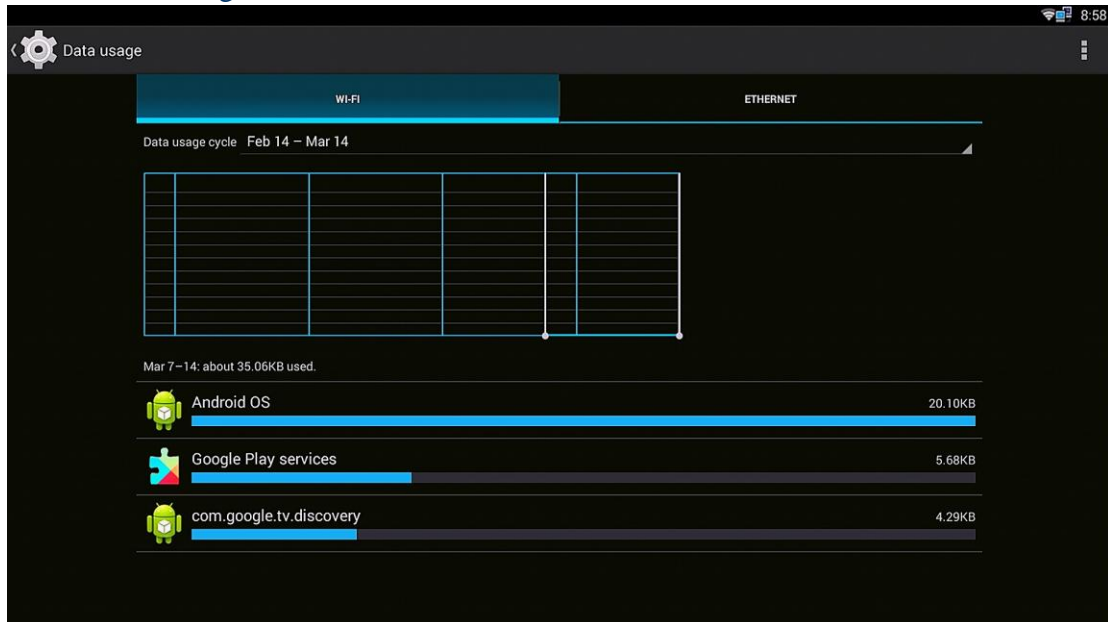 8:58
Data usage
WI-FI
ETHERNET
Data usage cycle Feb 14 – Mar 14
Mar 7–14: about 35.06KB used.
Android OS
20.10KB
Google Play services
5.68KB
com.google.tv.discovery
4.29KB